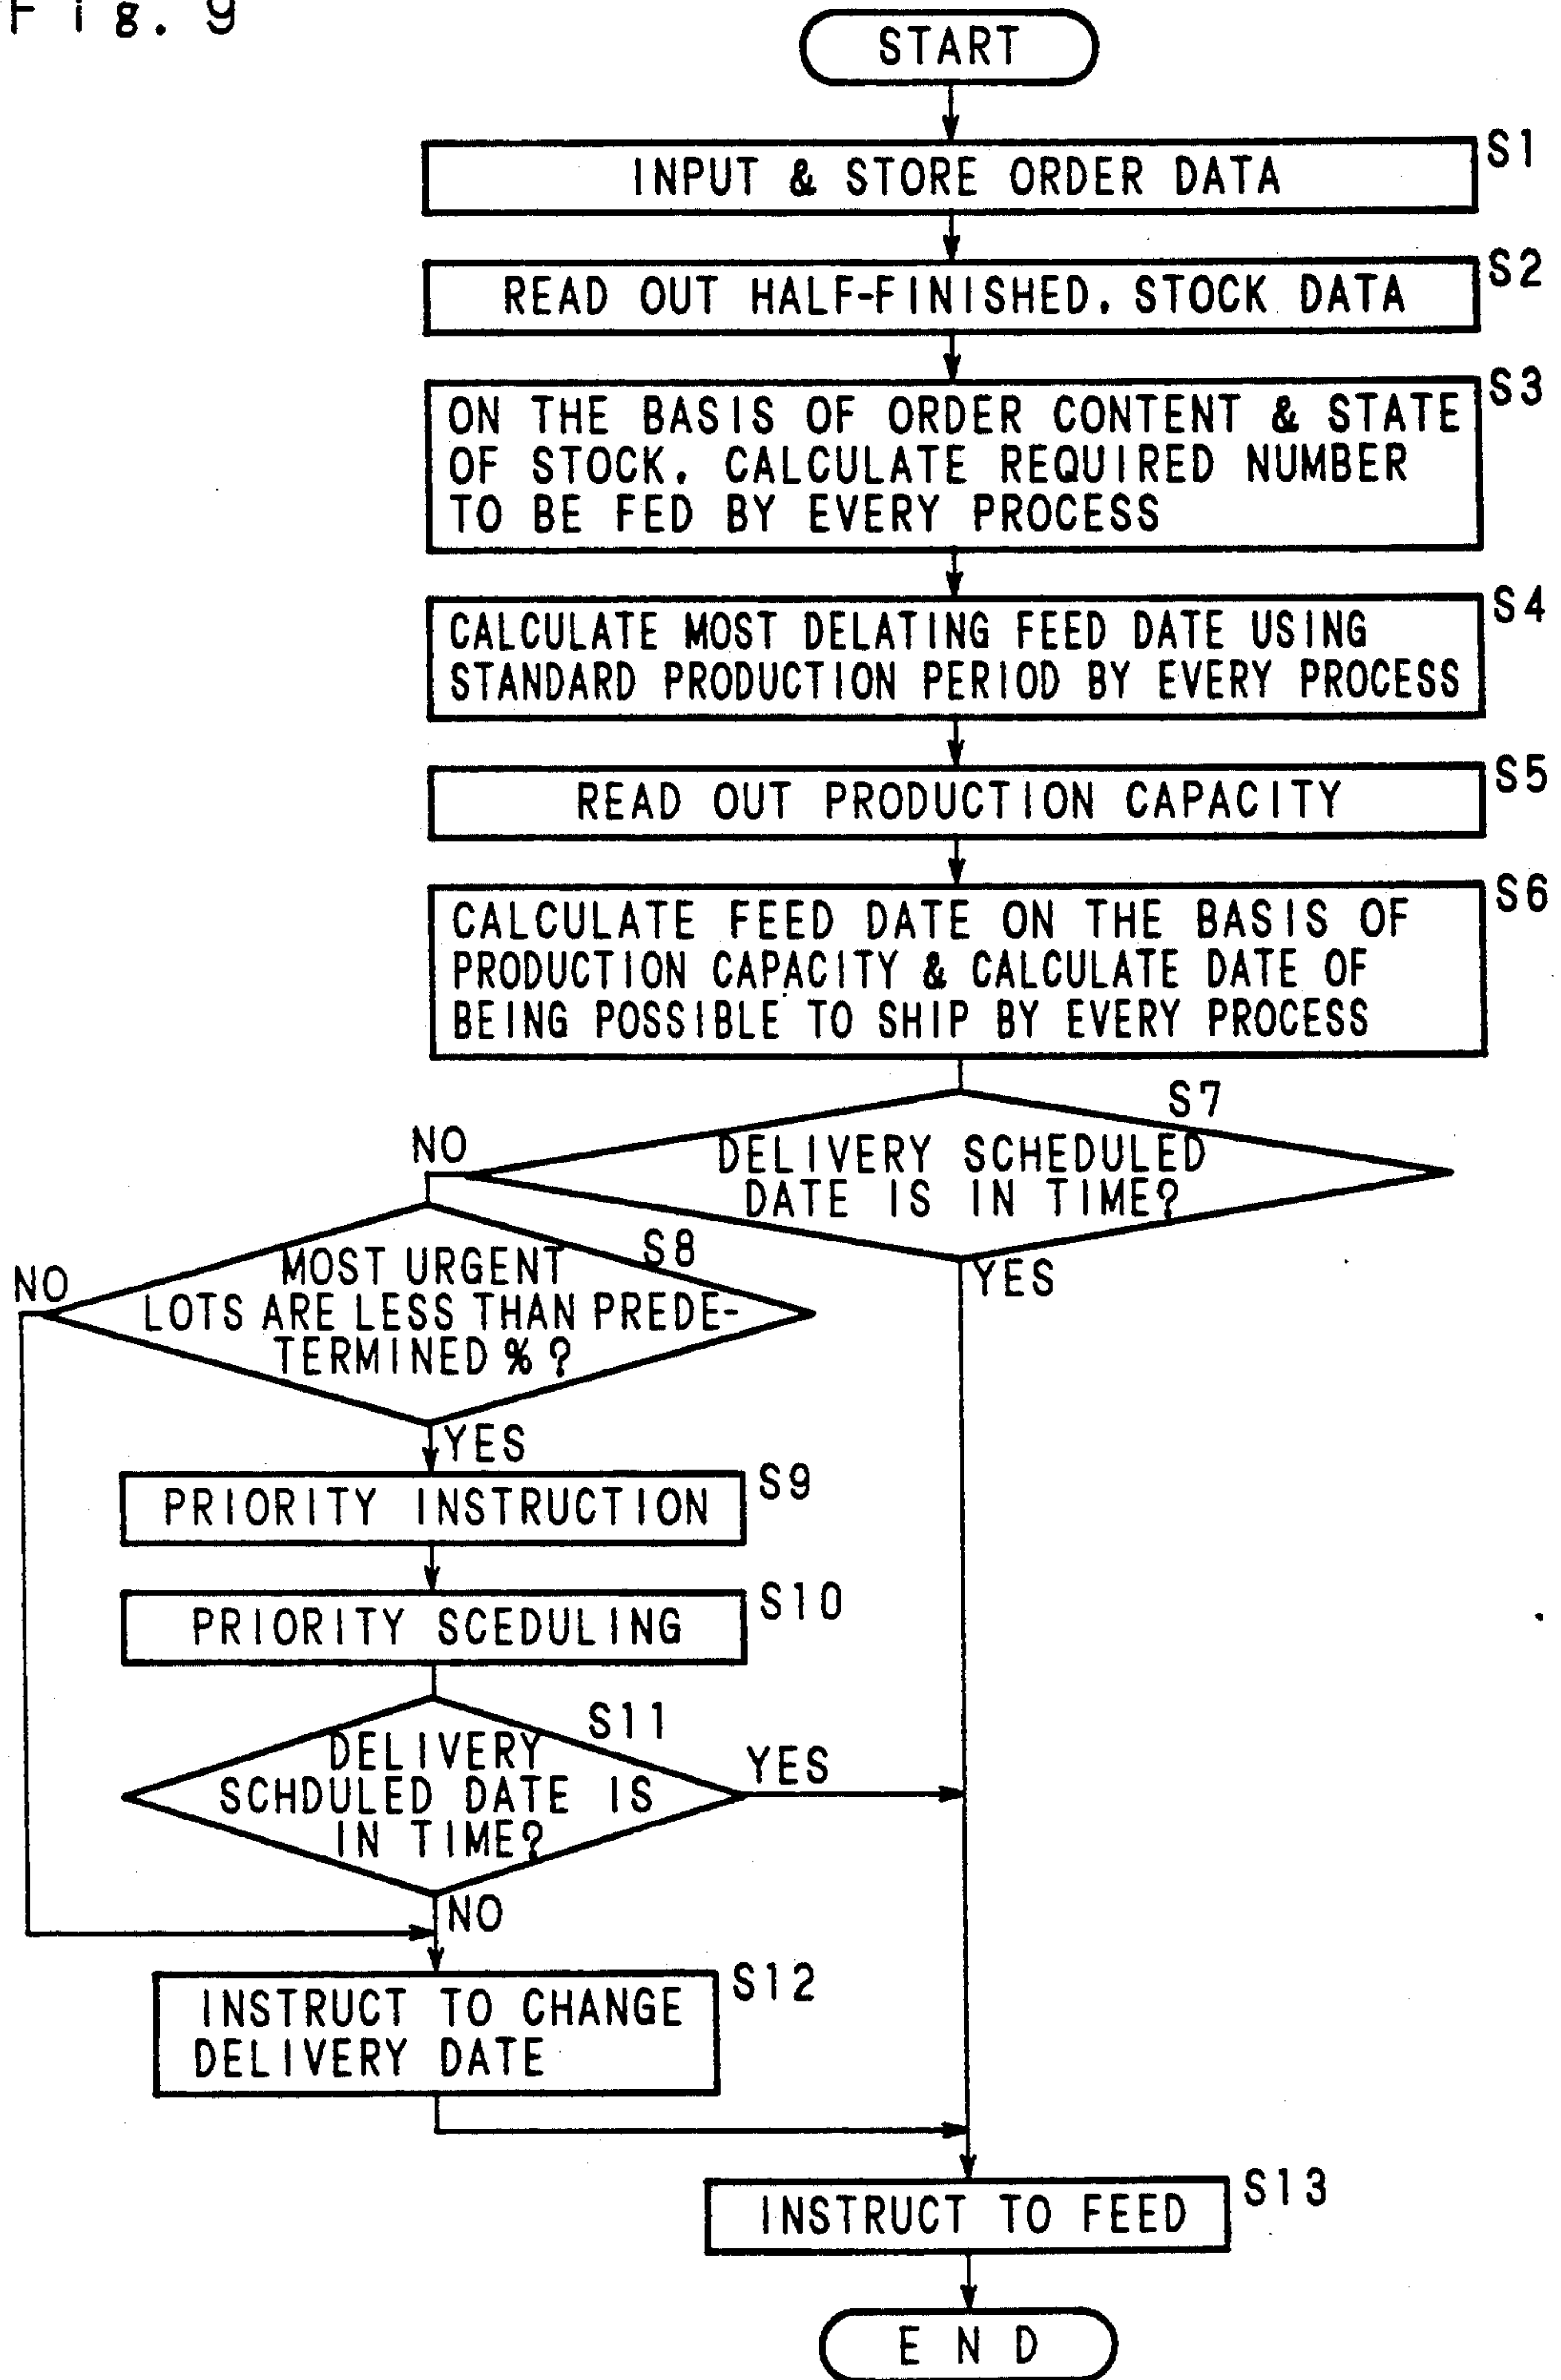 Fig. 9
START
S1
INPUT & STORE ORDER DATA
S2
READ OUT HALF-FINISHED. STOCK DATA
S3
ON THE BASIS OF ORDER CONTENT & STATE
OF STOCK. CALCULATE REQUIRED NUMBER
TO BE FED BY EVERY PROCESS
S4
CALCULATE MOST DELATING FEED DATE USING
STANDARD PRODUCTION PERIOD BY EVERY PROCESS
S5
READ OUT PRODUCTION CAPACITY
S6
CALCULATE FEED DATE ON THE BASIS OF
PRODUCTION CAPACITY & CALCULATE DATE OF
BEING POSSIBLE TO SHIP BY EVERY PROCESS
S7
NO
DELIVERY SCHEDULED
DATE IS IN TIME?
YES
S8
NO
MOST URGENT
LOTS ARE LESS THAN PREDE-
TERMINED % ?
YES
S9
PRIORITY INSTRUCTION
S10
PRIORITY SCEDULING
S11
DELIVERY
SCHDULED DATE IS
IN TIME?
YES
NO
S12
INSTRUCT TO CHANGE
DELIVERY DATE
S13
INSTRUCT TO FEED
END